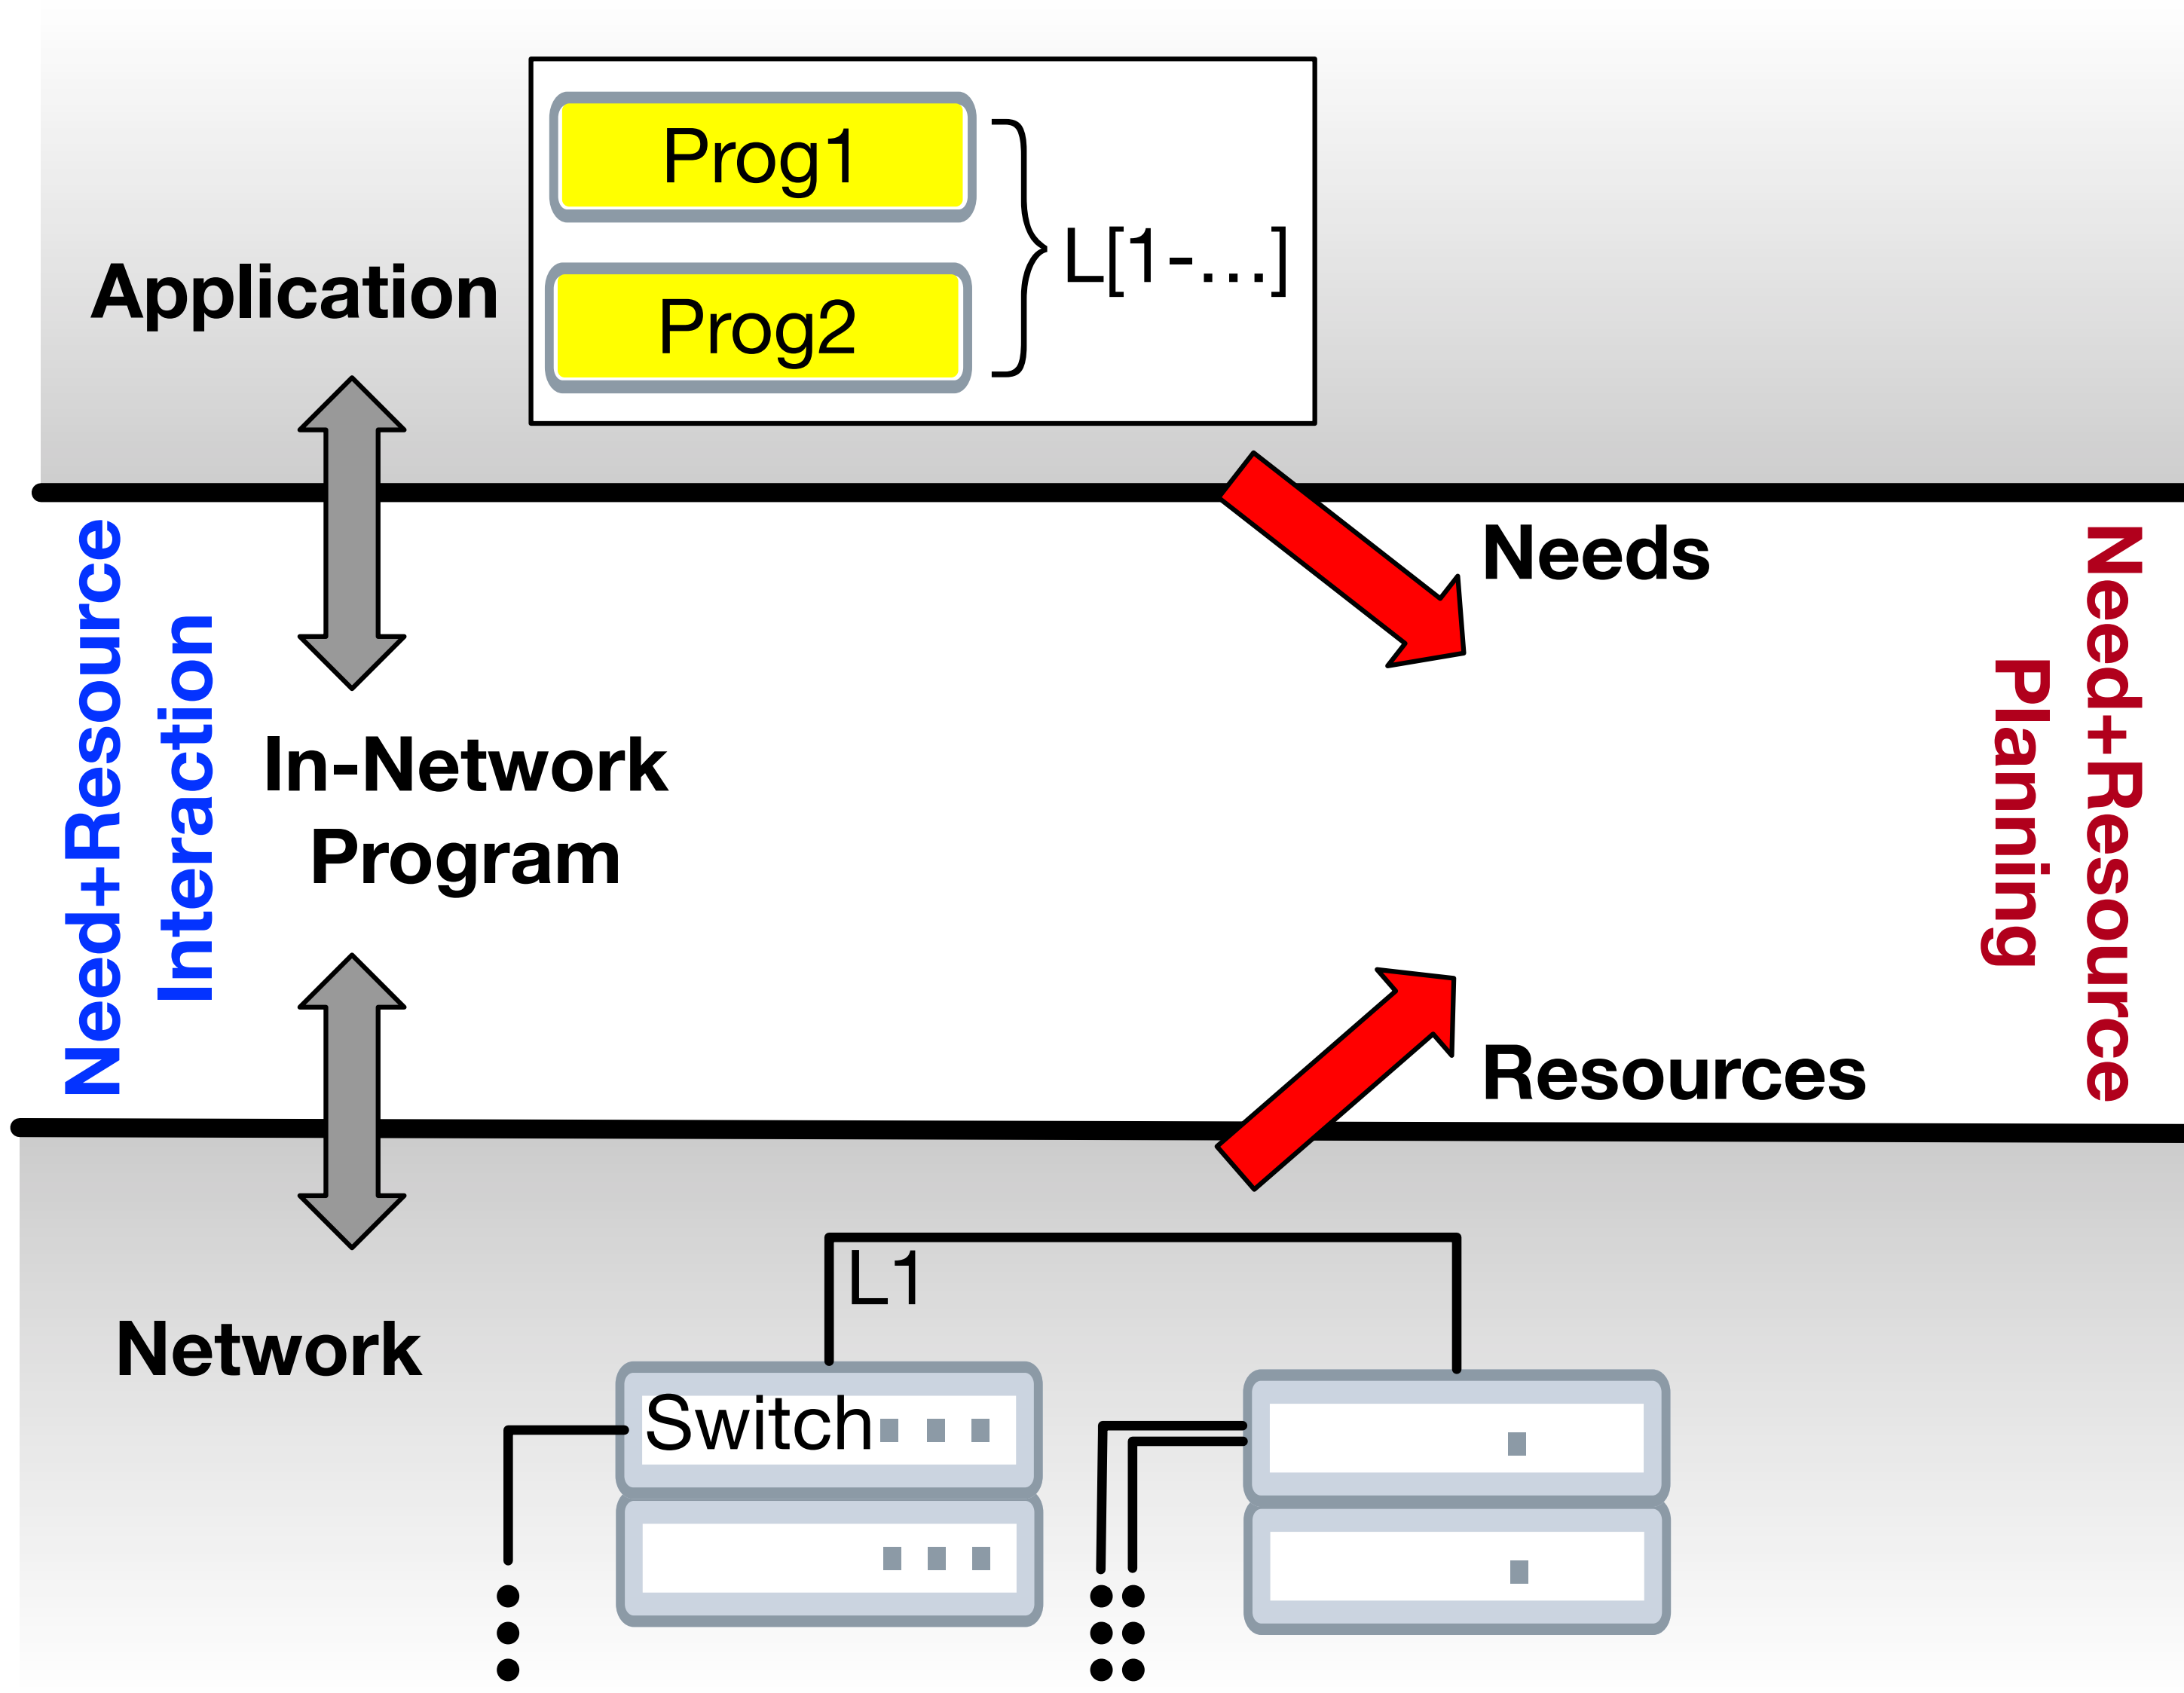 Prog1
L[1-...]
Prog2
Application
Needs
Need+Resource
Interaction
In-Network
Program
Need+Resource
Planning
Resources
L1
Network
Switch